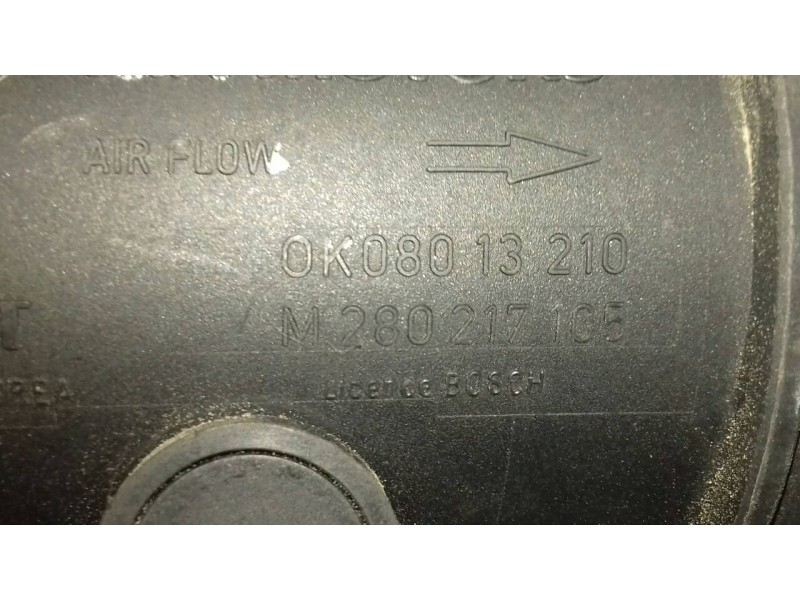 AIR FLOW
0K080 13 210
M 280 217 105
Licence BOSCH